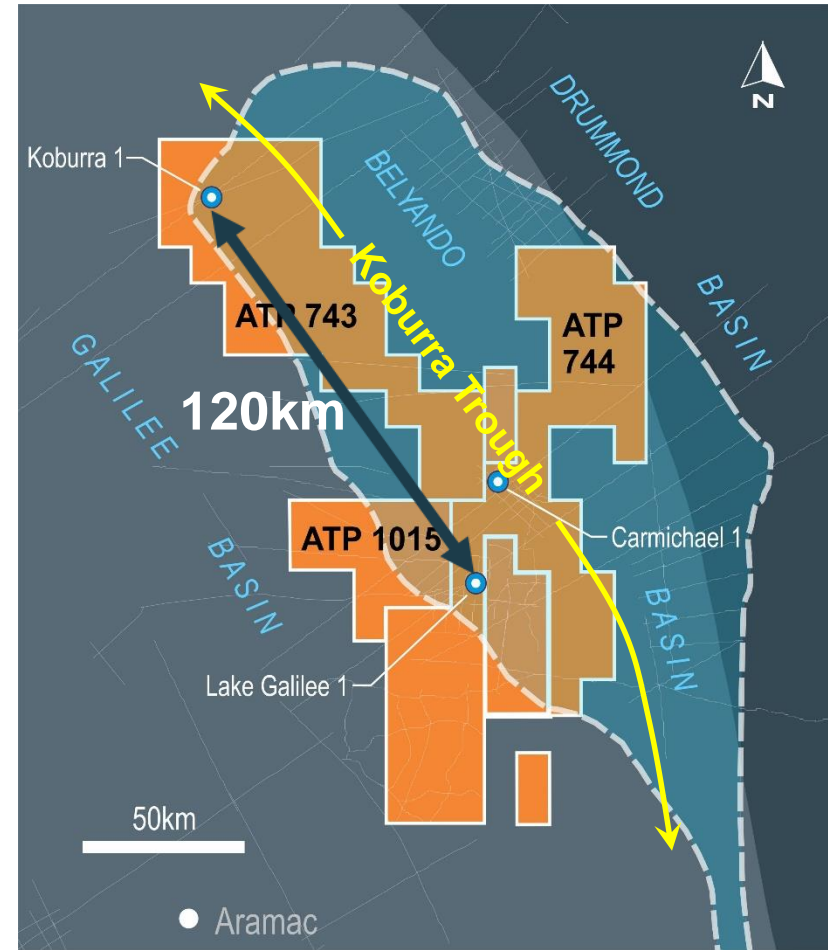 N
DRUMMOND
BASIN
Koburra 1
BELYANDO
BASIN
Koburra Trough
ATP 743
ATP
744
GALILEE
BASIN
120km
ATP 1015
Carmichael 1
Lake Galilee 1
50km
Aramac